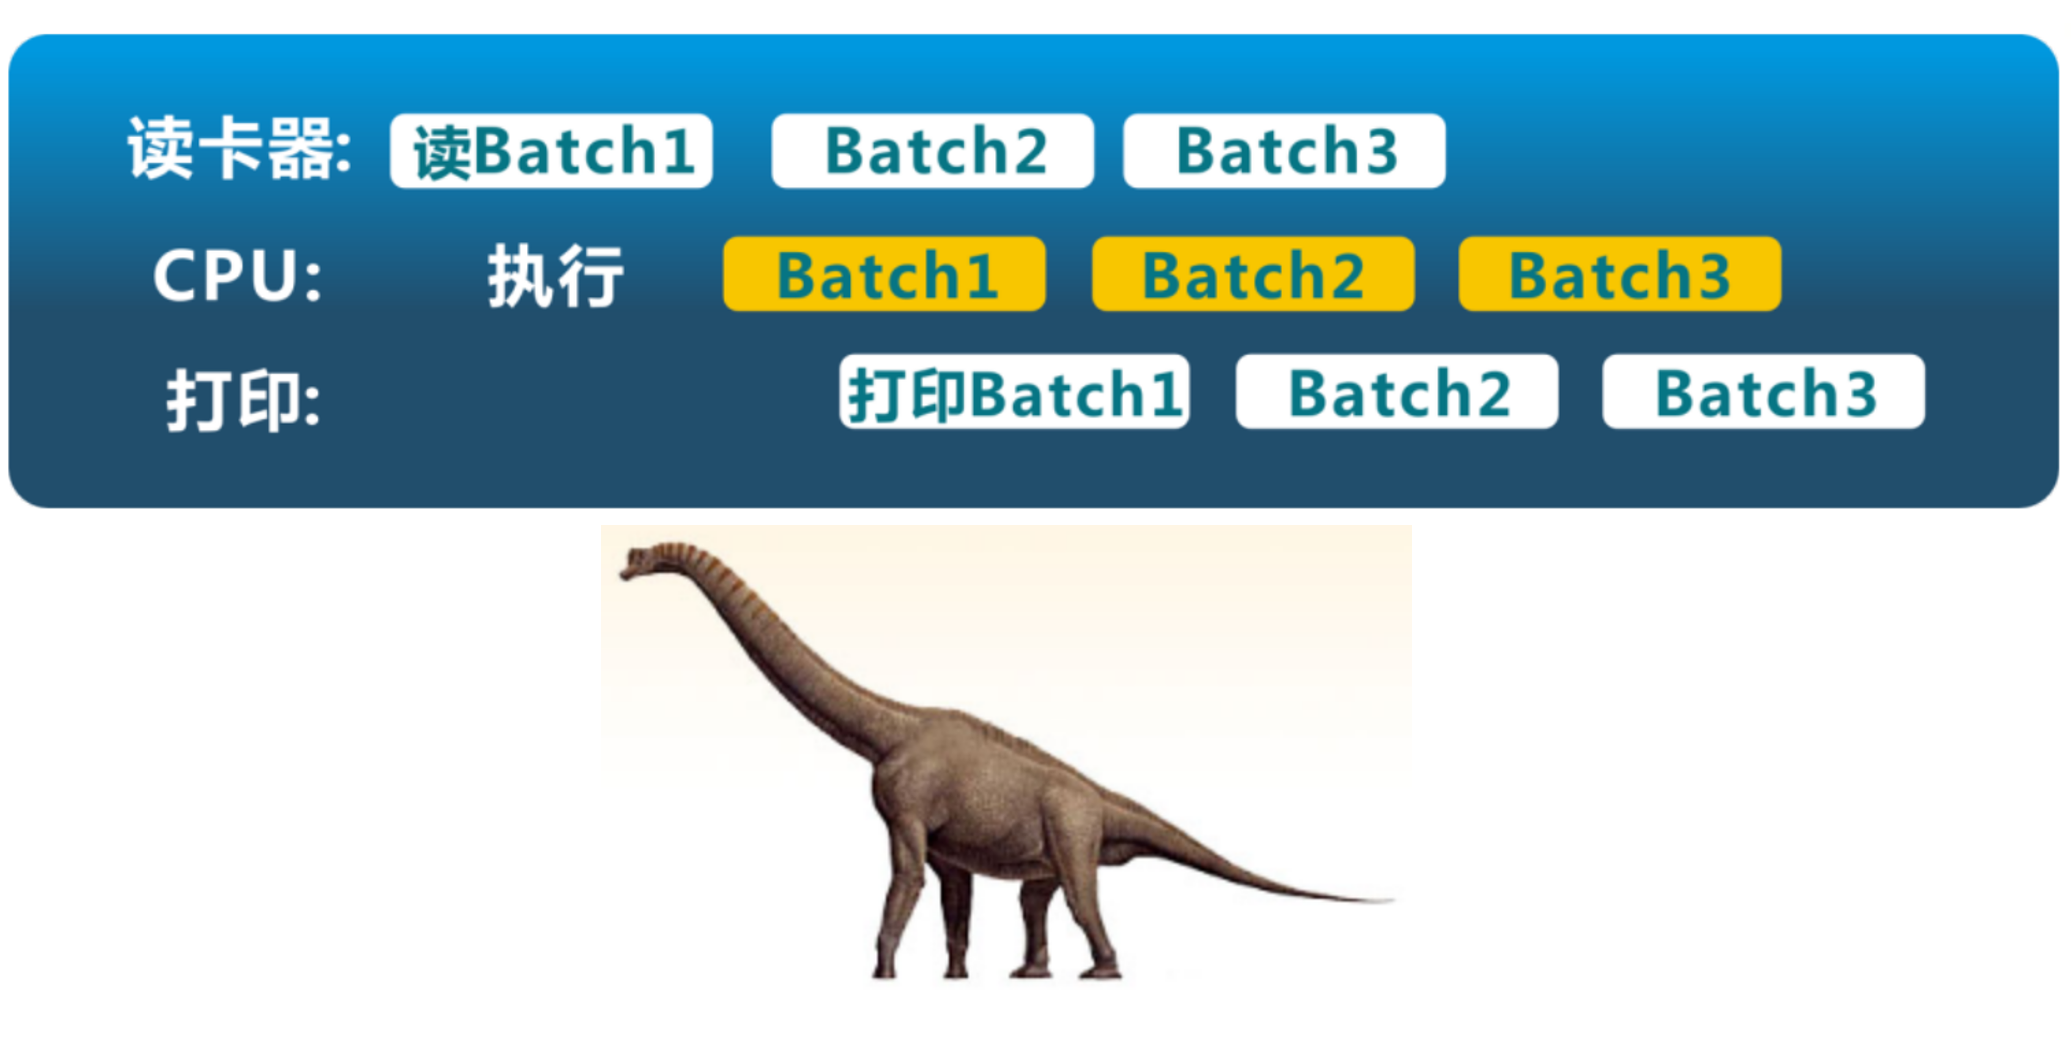 读卡器: 读Batch1 Batch2 Batch3
CPU: 执行 Batch1 Batch2 Batch3
打印: 打印Batch1 Batch2 Batch3